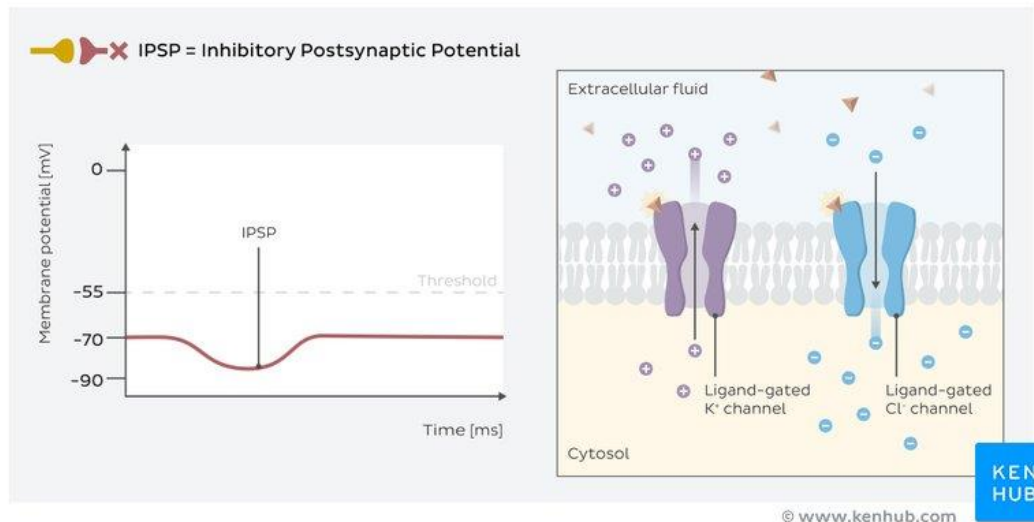 IPSP = Inhibitory Postsynaptic Potential
Membrane potential [mV]
0
-55
-70
-90
IPSP
Threshold
Time [ms]
Extracellular fluid
Ligand-gated
K⁺ channel
Ligand-gated
Cl⁻ channel
Cytosol
KEN
HUB
© www.kenhub.com